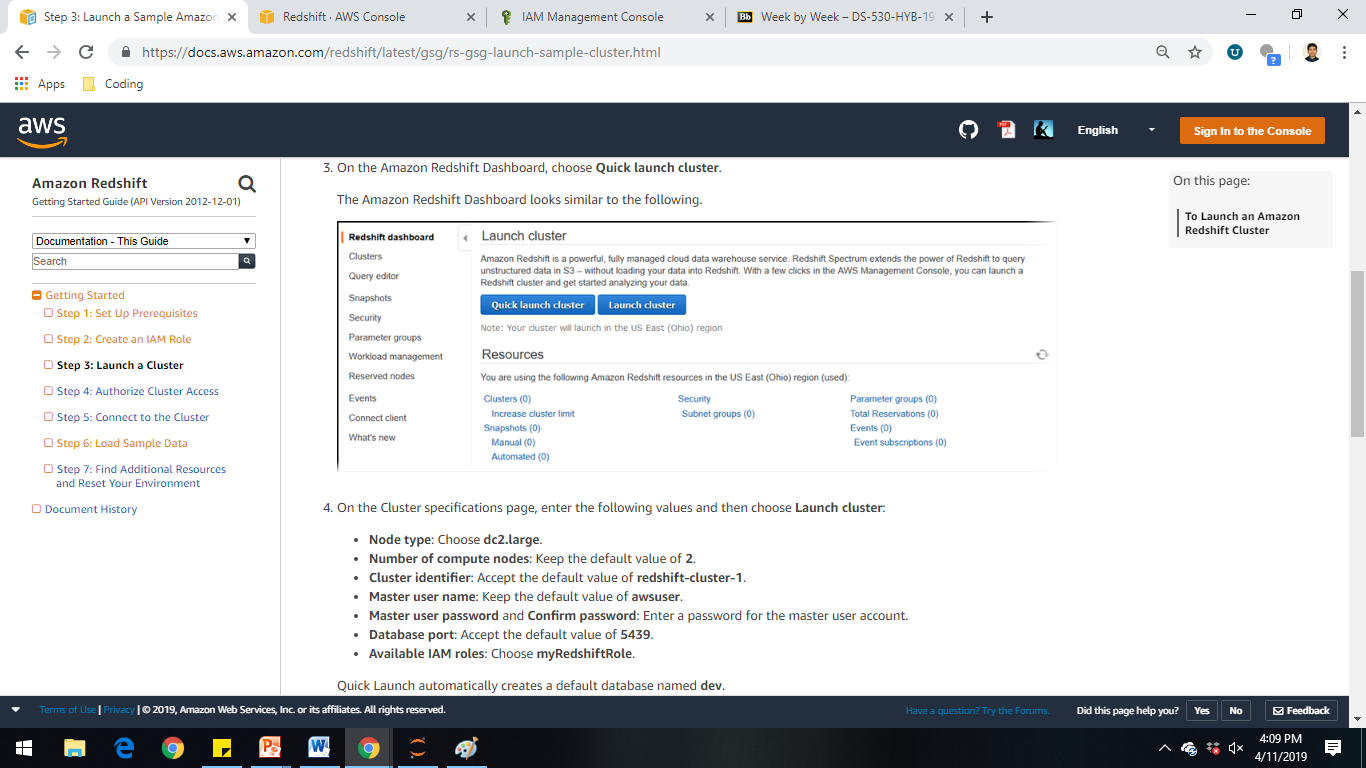 Step 3: Launch a Sample Amazon
Redshift · AWS Console
IAM Management Console
Bb
Week by Week – DS-530-HYB-19
https://docs.aws.amazon.com/redshift/latest/gsg/rs-gsg-launch-sample-cluster.html
Apps
Coding
aws
English
Sign In to the Console
Amazon Redshift
Getting Started Guide (API Version 2012-12-01)
Documentation - This Guide
Search
Getting Started
Step 1: Set Up Prerequisites
Step 2: Create an IAM Role
Step 3: Launch a Cluster
Step 4: Authorize Cluster Access
Step 5: Connect to the Cluster
Step 6: Load Sample Data
Step 7: Find Additional Resources
and Reset Your Environment
Document History
3. On the Amazon Redshift Dashboard, choose Quick launch cluster.
The Amazon Redshift Dashboard looks similar to the following.
Redshift dashboard
Clusters
Query editor
Snapshots
Security
Parameter groups
Workload management
Reserved nodes
Events
Connect client
What's new
Launch cluster
Amazon Redshift is a powerful, fully managed cloud data warehouse service. Redshift Spectrum extends the power of Redshift to query
unstructured data in S3 – without loading your data into Redshift. With a few clicks in the AWS Management Console, you can launch a
Redshift cluster and get started analyzing your data.
Quick launch cluster
Launch cluster
Note: Your cluster will launch in the US East (Ohio) region
Resources
You are using the following Amazon Redshift resources in the US East (Ohio) region (used):
Clusters (0)
Increase cluster limit
Snapshots (0)
Manual (0)
Automated (0)
Security
Subnet groups (0)
Parameter groups (0)
Total Reservations (0)
Events (0)
Event subscriptions (0)
4. On the Cluster specifications page, enter the following values and then choose Launch cluster:
• Node type: Choose dc2.large.
• Number of compute nodes: Keep the default value of 2.
• Cluster identifier: Accept the default value of redshift-cluster-1.
• Master user name: Keep the default value of awsuser.
• Master user password and Confirm password: Enter a password for the master user account.
• Database port: Accept the default value of 5439.
• Available IAM roles: Choose myRedshiftRole.
Quick Launch automatically creates a default database named dev.
On this page:
To Launch an Amazon
Redshift Cluster
Terms of Use | Privacy | © 2019, Amazon Web Services, Inc. or its affiliates. All rights reserved.
Have a question? Try the Forums.
Did this page help you?
Yes
No
Feedback
4:09 PM
4/11/2019